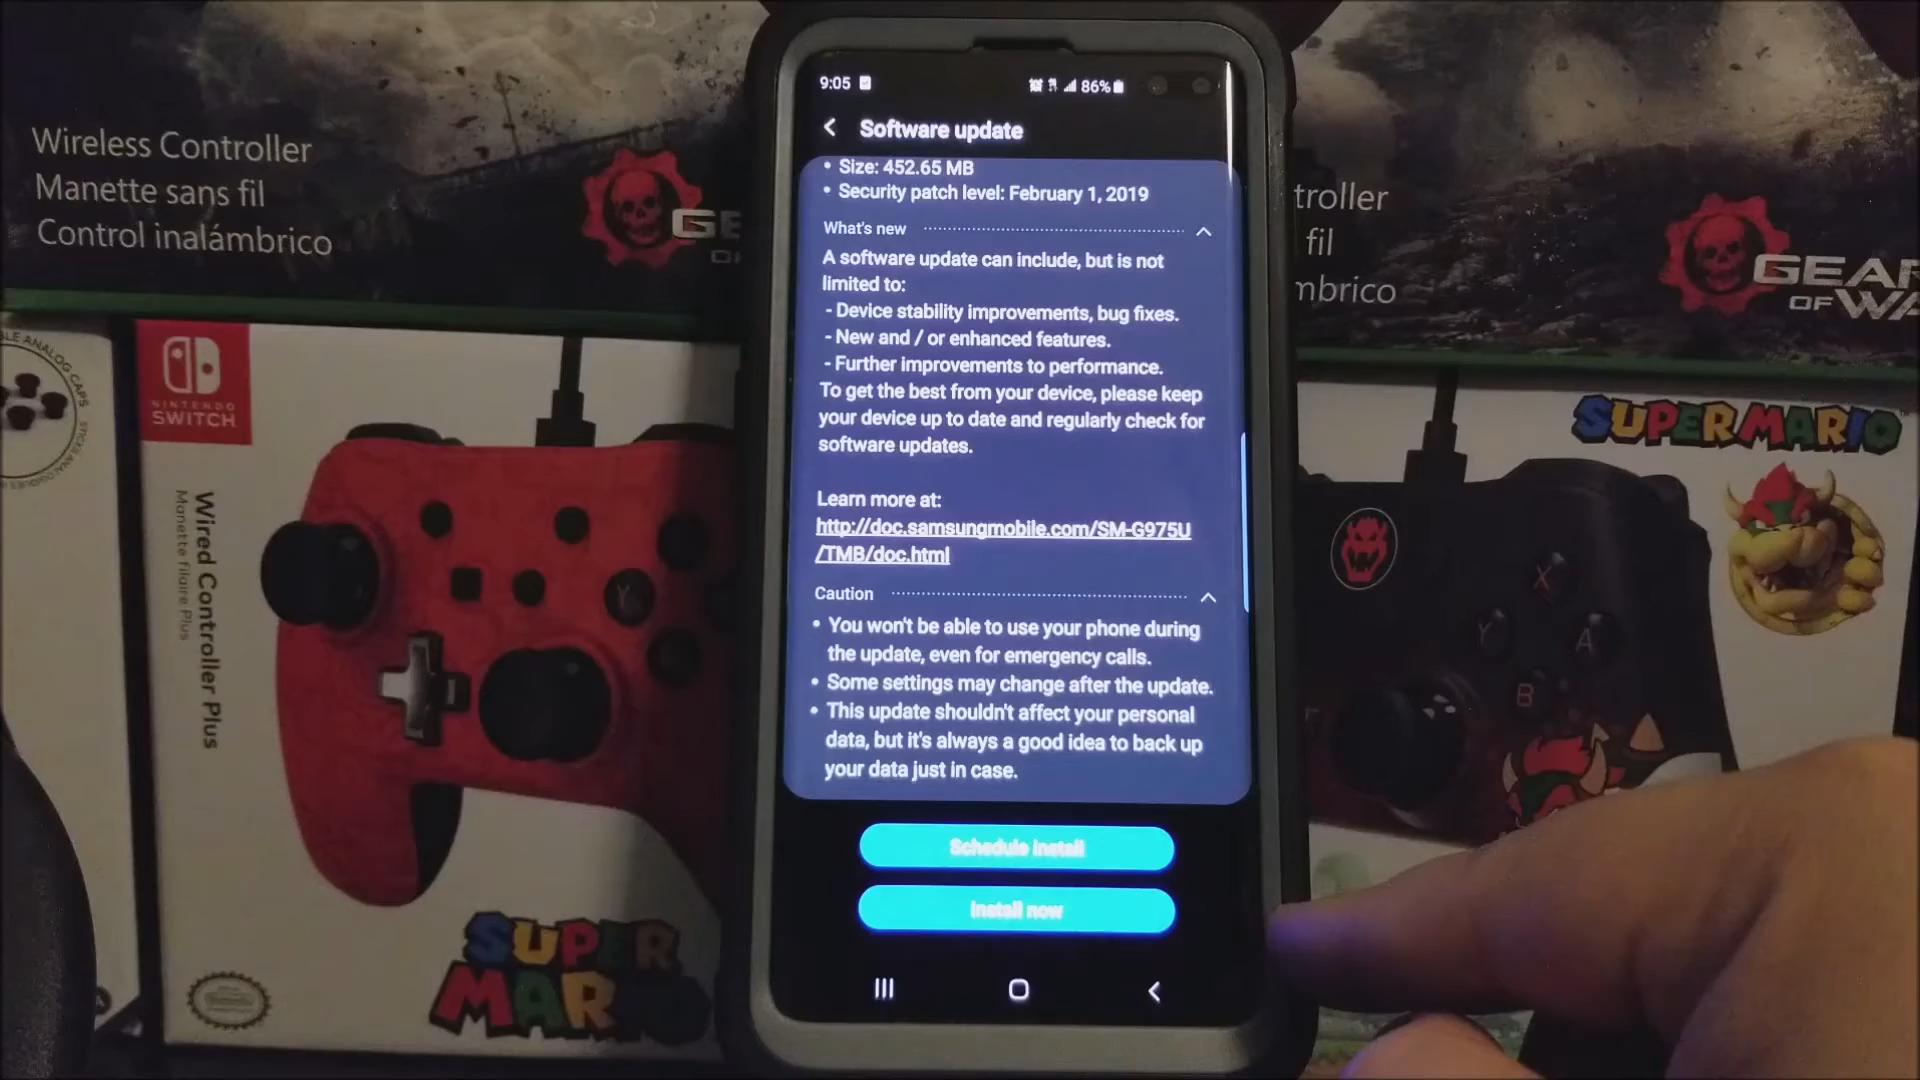 Wireless Controller
Manette sans fil
Control inalámbrico
GE
NINTENDO
SWITCH
Wired Controller Plus
Manette filaire Plus
SUPER
MARIO
9:05
86%
Software update
• Size: 452.65 MB
• Security patch level: February 1, 2019
What's new
A software update can include, but is not
limited to:
- Device stability improvements, bug fixes.
- New and / or enhanced features.
- Further improvements to performance.
To get the best from your device, please keep
your device up to date and regularly check for
software updates.
Learn more at:
http://doc.samsungmobile.com/SM-G975U
/TMB/doc.html
Caution
• You won't be able to use your phone during
the update, even for emergency calls.
• Some settings may change after the update.
• This update shouldn't affect your personal
data, but it's always a good idea to back up
your data just in case.
Schedule install
Install now
troller
fil
mbrico
GEAR
OF WA
SUPER MARIO
X
Y
A
B
Y